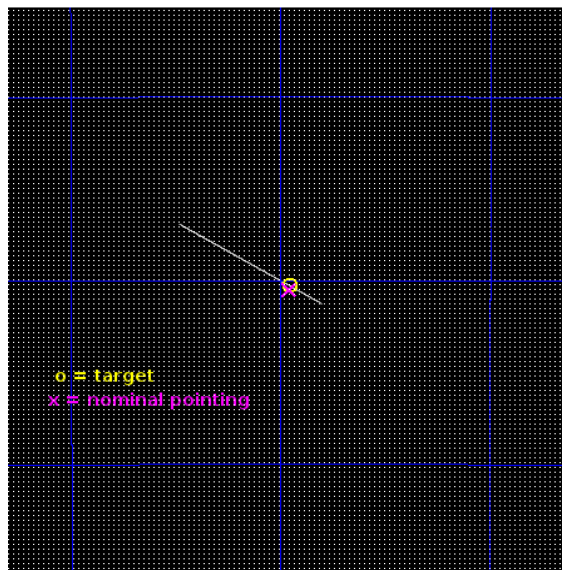 o = target
x = nominal pointing